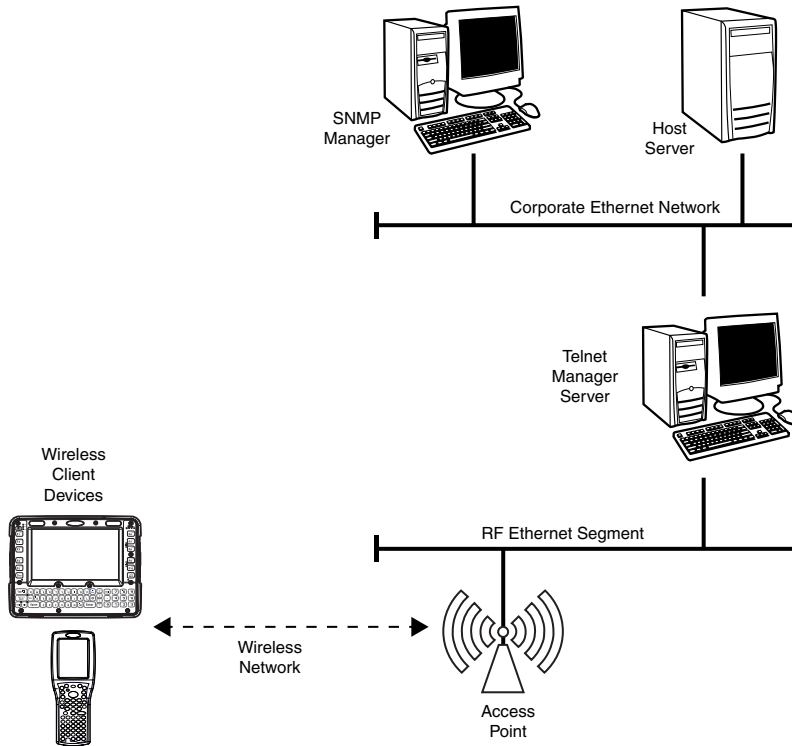 SNMP
Manager
Host
Server
Corporate Ethernet Network
Telnet
Manager
Server
Wireless
Client
Devices
RF Ethernet Segment
Wireless
Network
Access
Point